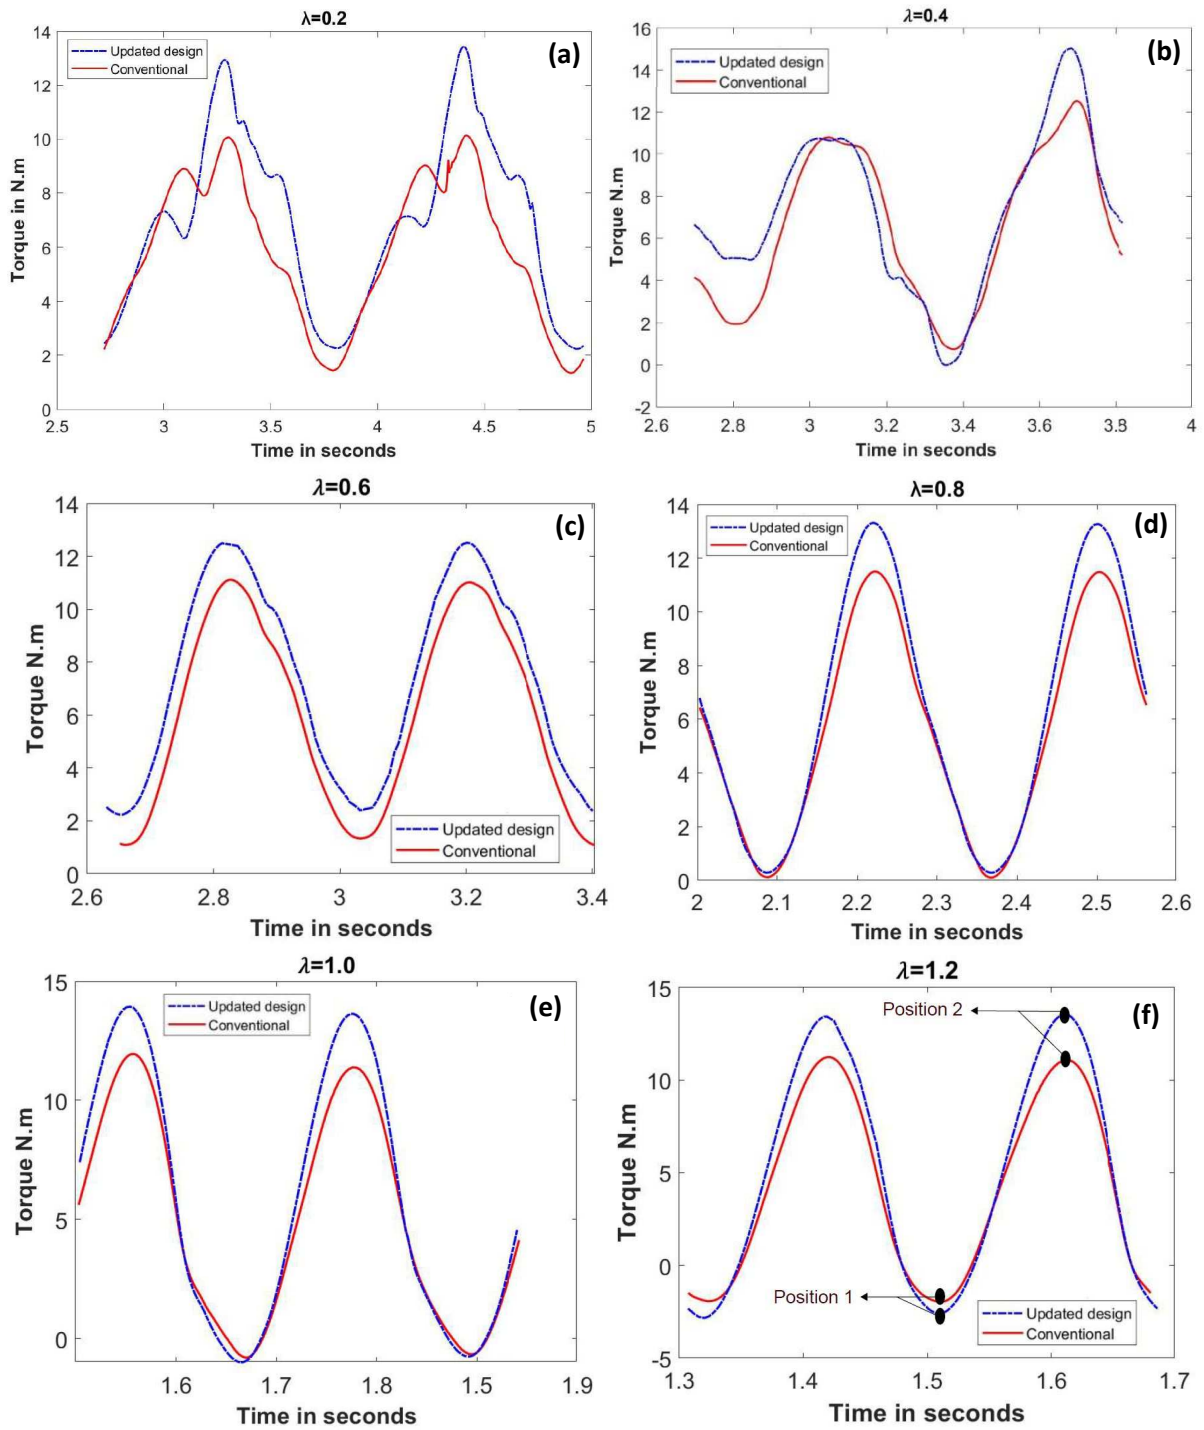 λ=0.2
(a)
Updated design
Conventional
Torque in N.m
14
12
10
8
6
4
2
0
2.5 3 3.5 4 4.5 5
Time in seconds
λ=0.4
(b)
Updated design
Conventional
Torque N.m
16
14
12
10
8
6
4
2
0
-2
2.6 2.8 3 3.2 3.4 3.6 3.8 4
Time in seconds
λ=0.6
(c)
Torque N.m
14
12
10
8
6
4
2
0
Updated design
Conventional
2.6 2.8 3 3.2 3.4
Time in seconds
λ=0.8
(d)
Updated design
Conventional
Torque N.m
14
12
10
8
6
4
2
0
2 2.1 2.2 2.3 2.4 2.5 2.6
Time in seconds
λ=1.0
(e)
Updated design
Conventional
Torque N.m
15
10
5
0
1.6 1.7 1.8 1.5 1.9
Time in seconds
λ=1.2
(f)
Position 2
Position 1
Torque N.m
15
10
5
0
-5
Updated design
Conventional
1.3 1.4 1.5 1.6 1.7
Time in seconds